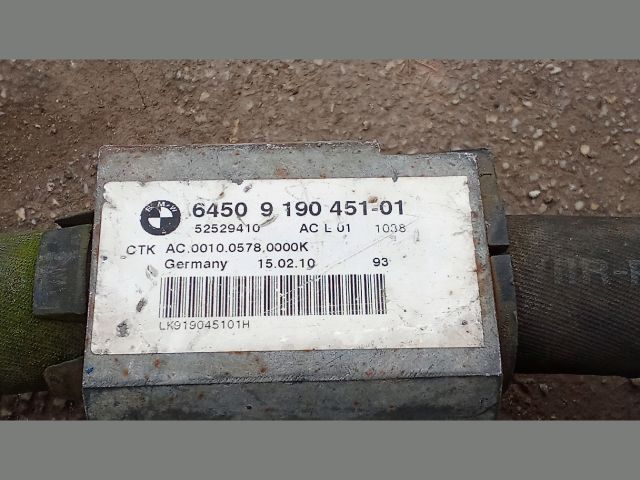 BMW 6450 9 190 451-01
52529410 AC L 01 1038
CTK AC.0010.0578.0000K
Germany 15.02.10 93
LK919045101H